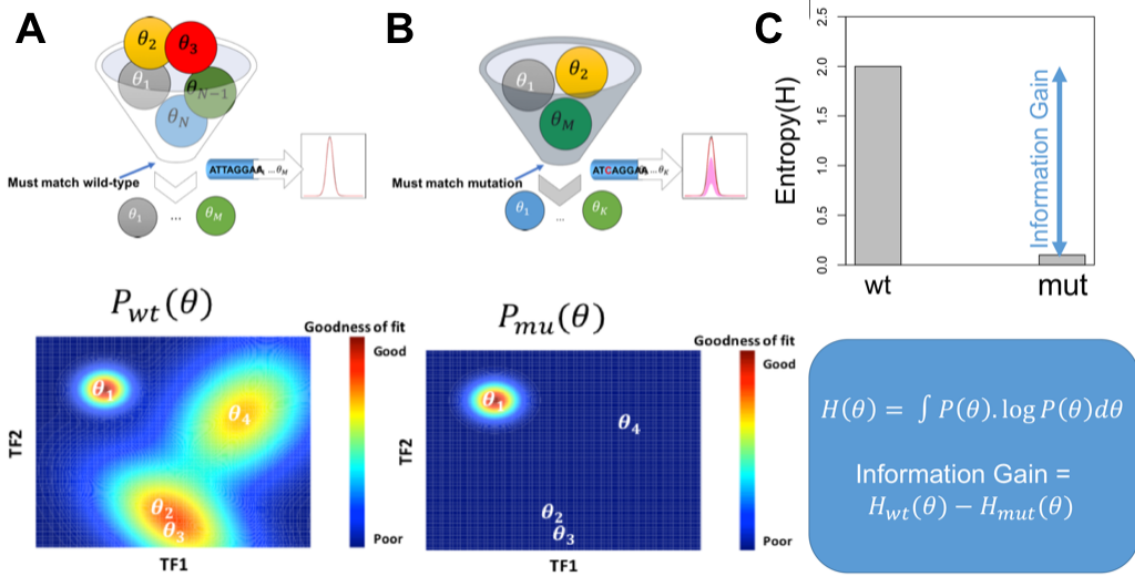 A
θ2
θ3
θ1
θN−1
θN
Must match wild-type
ATTAGGAA
...θM
θ1
...
θM
B
θ1
θ2
θM
Must match mutation
ATCAGGAA
...θK
θ1
...
θK
C
Entropy(H)
2.5
2.0
1.5
1.0
0.5
0.0
Information Gain
wt
mut
Pwt(θ)
Goodness of fit
Good
Poor
θ1
θ4
θ2
θ3
TF2
TF1
Pmu(θ)
Goodness of fit
Good
Poor
θ1
θ4
θ2
θ3
TF2
TF1
H(θ) = ∫ P(θ). log P(θ)dθ
Information Gain =
Hwt(θ) − Hmut(θ)